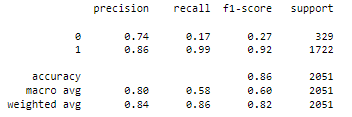 precision recall f1-score support
0 0.74 0.17 0.27 329
1 0.86 0.99 0.92 1722
accuracy 0.86 2051
macro avg 0.80 0.58 0.60 2051
weighted avg 0.84 0.86 0.82 2051